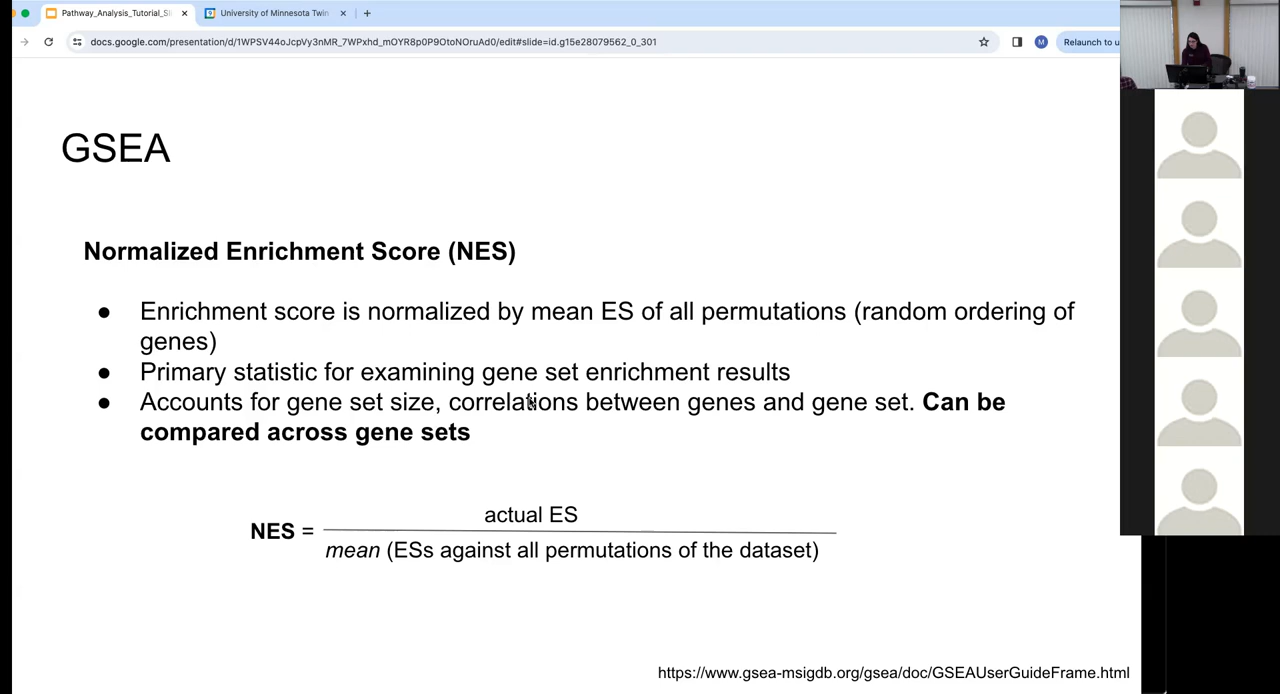 Pathway_Analysis_Tutorial_Sli
University of Minnesota Twin
docs.google.com/presentation/d/1WPSV44oJcpVy3nMR_7WPxhd_mOYR8p0P9OtoNOruAd0/edit#slide=id.g15e28079562_0_301
M
Relaunch to u
GSEA
Normalized Enrichment Score (NES)
● Enrichment score is normalized by mean ES of all permutations (random ordering of
genes)
● Primary statistic for examining gene set enrichment results
● Accounts for gene set size, correlations between genes and gene set. Can be
compared across gene sets
actual ES
NES =
mean (ESs against all permutations of the dataset)
https://www.gsea-msigdb.org/gsea/doc/GSEAUserGuideFrame.html